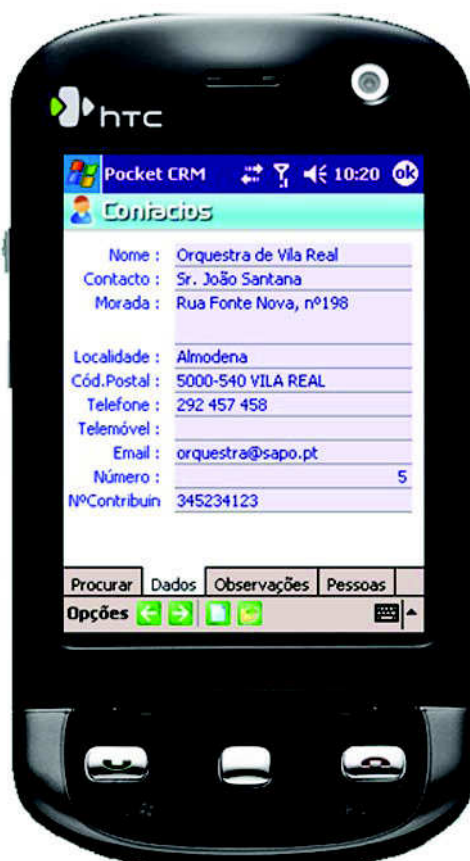 hTC
Pocket CRM 10:20 ok
Contactos
Nome : Orquestra de Vila Real
Contacto : Sr. João Santana
Morada : Rua Fonte Nova, nº198
Localidade : Almodena
Cód.Postal : 5000-540 VILA REAL
Telefone : 292 457 458
Telemóvel :
Email : orquestra@sapo.pt
Número : 5
NºContribuin 345234123
Procurar Dados Observações Pessoas
Opções